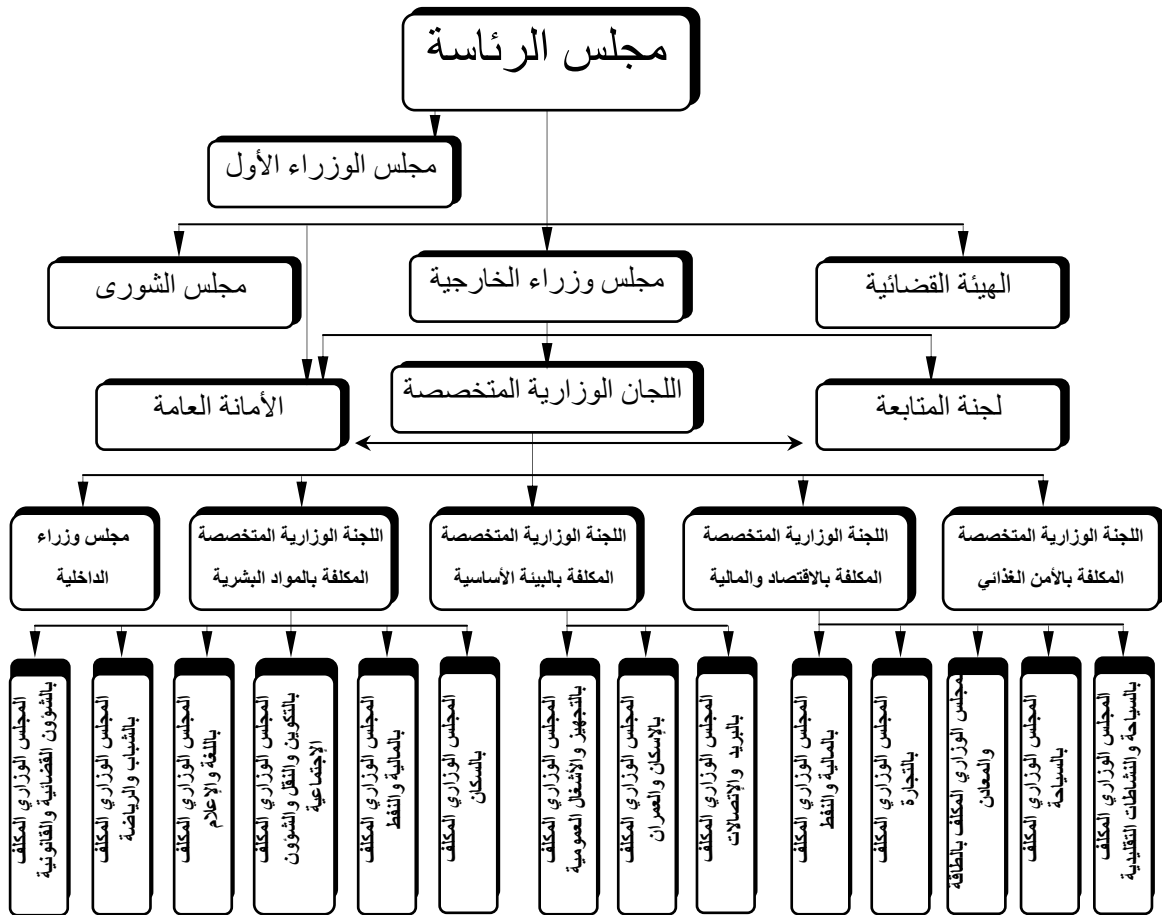 مجلس الرئاسة
مجلس الوزراء الأول
الهيئة القضائية
مجلس وزراء الخارجية
مجلس الشورى
لجنة المتابعة
اللجان الوزارية المتخصصة
الأمانة العامة
اللجنة الوزارية المتخصصة
المكلفة بالأمن الغذائي
اللجنة الوزارية المتخصصة
المكلفة بالاقتصاد والمالية
اللجنة الوزارية المتخصصة
المكلفة بالبيئة الأساسية
اللجنة الوزارية المتخصصة
المكلفة بالمواد البشرية
مجلس وزراء
الداخلية
المجلس الوزاري المكلف
بالسياحة والنشاطات التقليدية
المجلس الوزاري المكلف
بالسياحة
مجلس الوزاري المكلف بالطاقة
والمعادن
المجلس الوزاري المكلف
بالتجارة
المجلس الوزاري المكلف
بالمالية والنفط
المجلس الوزاري المكلف
بالبريد والإتصالات
المجلس الوزاري المكلف
بالإسكان والعمران
المجلس الوزاري المكلف
بالتجهيز والأشغال العمومية
المجلس الوزاري المكلف
بالسكان
المجلس الوزاري المكلف
بالمالية والنفط
المجلس الوزاري المكلف
بالتكوين والنقل والشؤون
الإجتماعية
المجلس الوزاري المكلف
باللغة والإعلام
المجلس الوزاري المكلف
بالشباب والرياضة
المجلس الوزاري المكلف
بالشؤون القضائية والقانونية